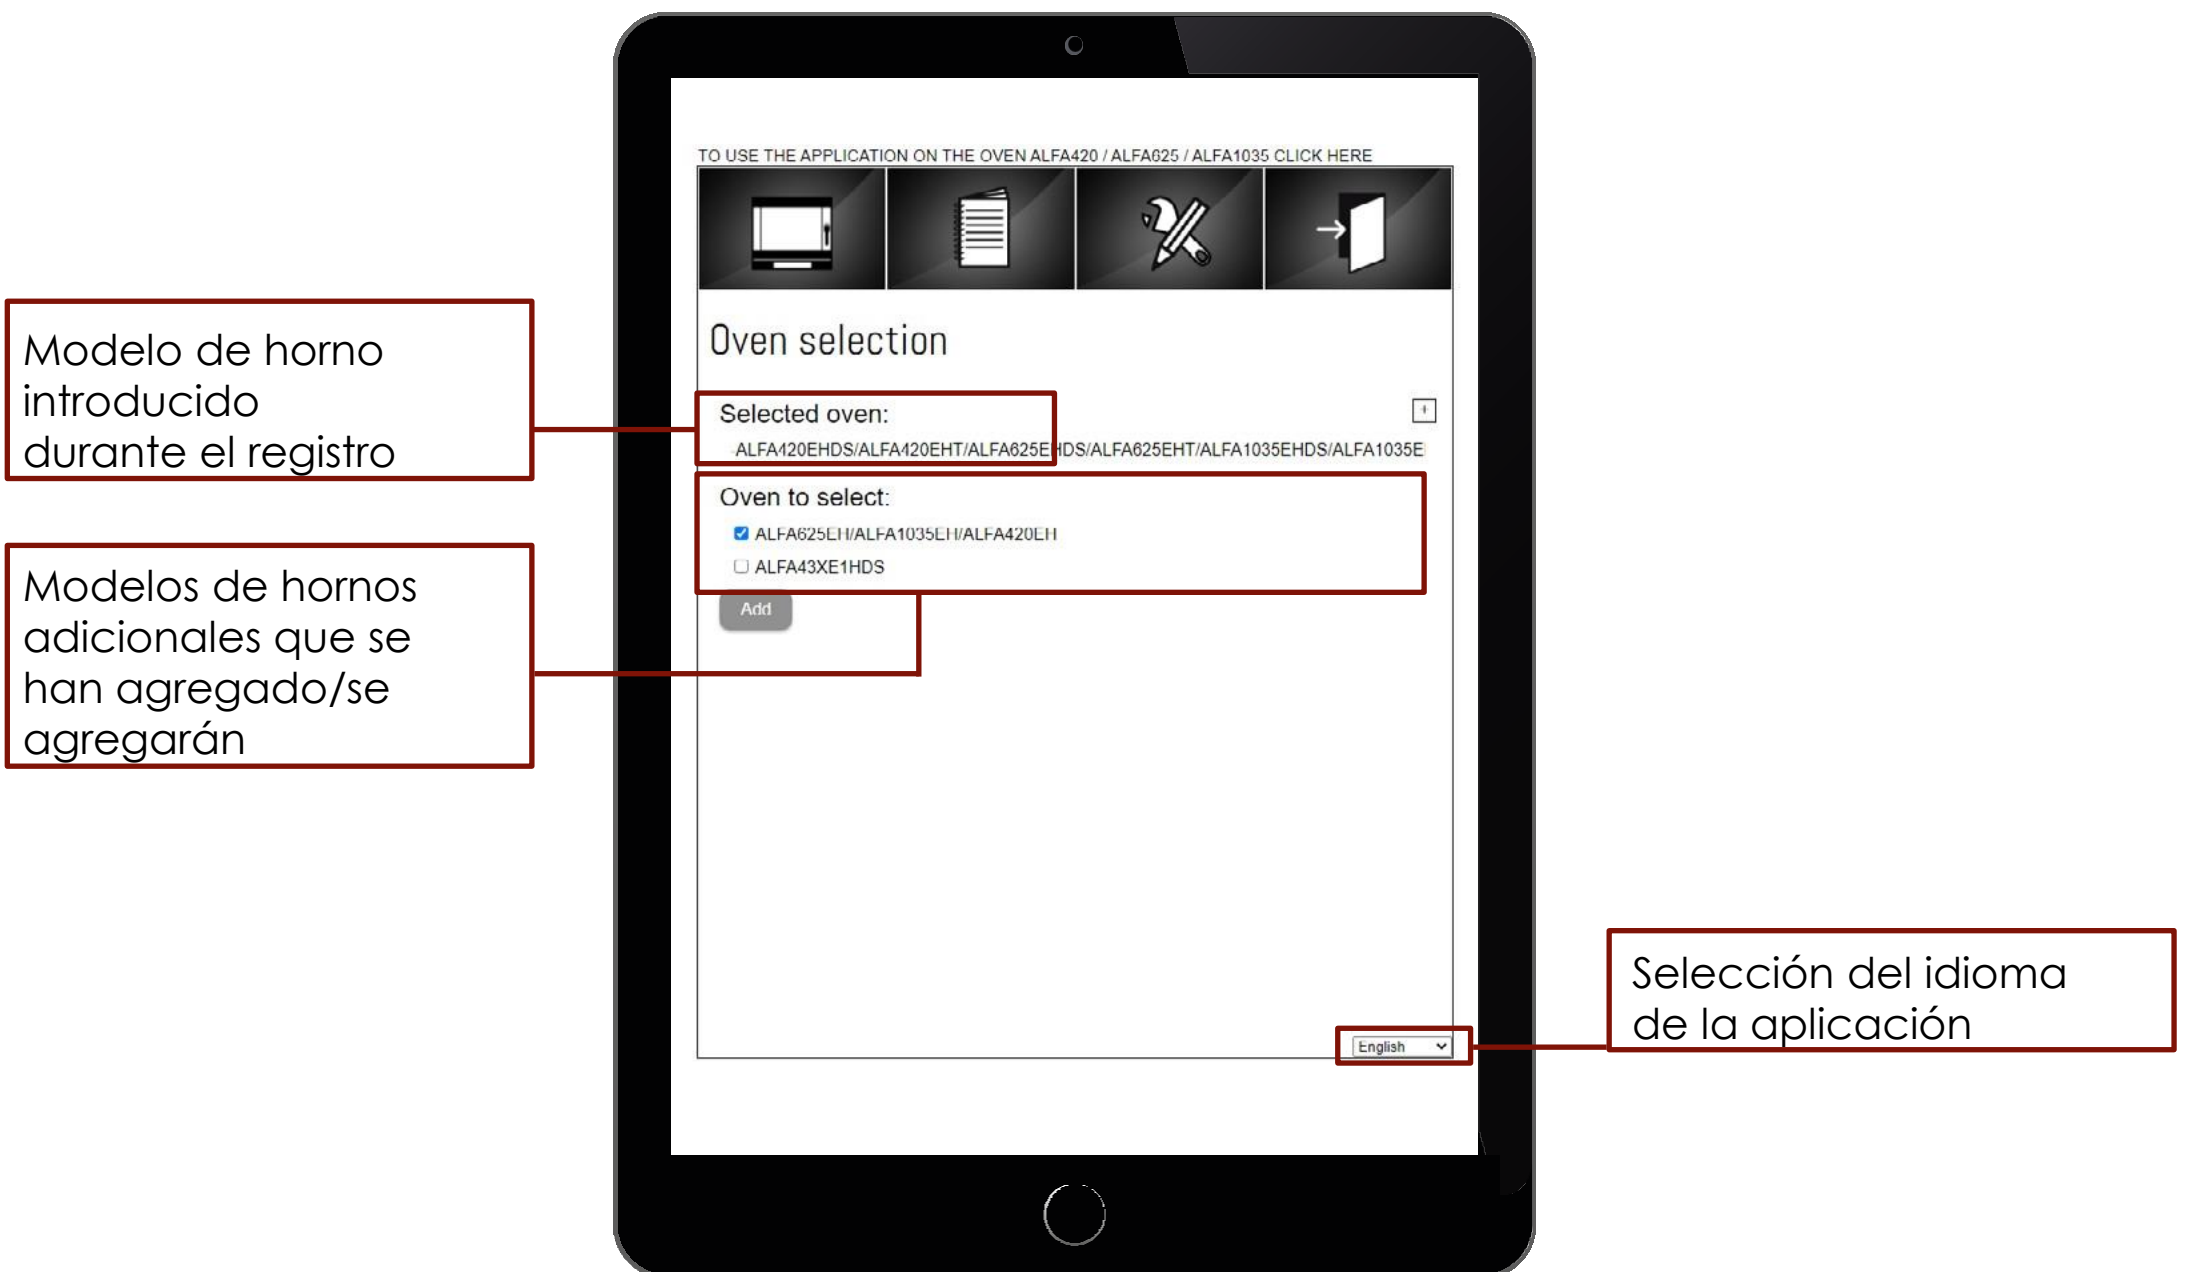 TO USE THE APPLICATION ON THE OVEN ALFA420 / ALFA625 / ALFA1035 CLICK HERE
Oven selection
Modelo de horno
introducido
durante el registro
Selected oven:
-ALFA420EHDS/ALFA420EHT/ALFA625EHDS/ALFA625EHT/ALFA1035EHDS/ALFA1035E
Oven to select:
ALFA625EH/ALFA1035EH/ALFA420EH
ALFA43XE1HDS
Add
Modelos de hornos
adicionales que se
han agregado/se
agregarán
Selección del idioma
de la aplicación
English